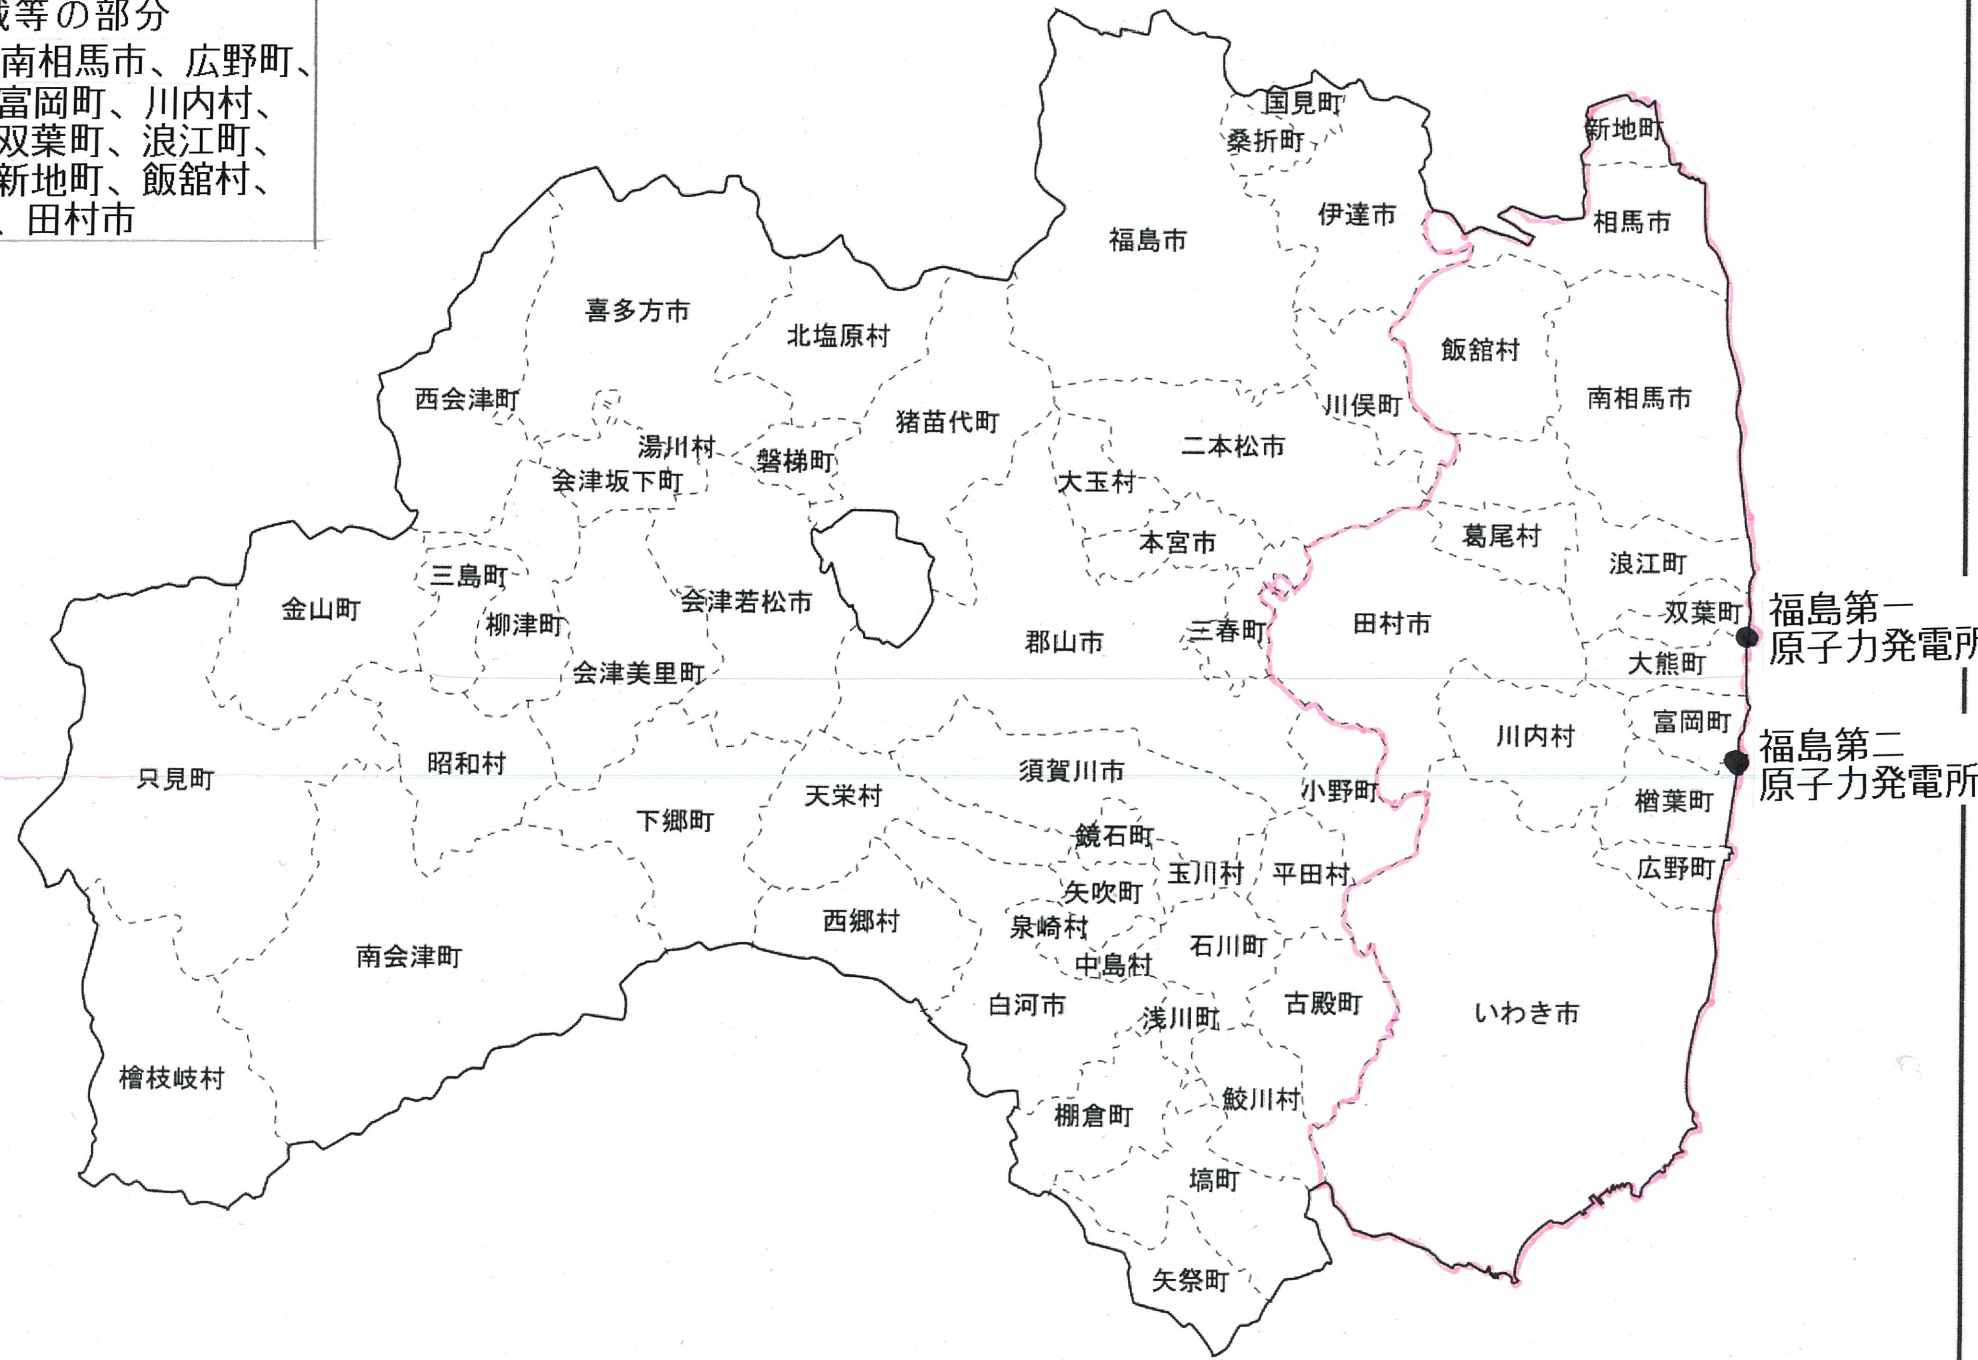 域等の部分
南相馬市、広野町、
富岡町、川内村、
双葉町、浪江町、
新地町、飯舘村、
、田村市
国見町
桑折町
新地町
伊達市
相馬市
福島市
喜多方市
北塩原村
飯舘村
西会津町
猪苗代町
川俣町
南相馬市
湯川村
磐梯町
二本松市
会津坂下町
大玉村
本宮市
葛尾村
浪江町
三島町
金山町
柳津町
会津若松市
三春町
田村市
双葉町
福島第一
原子力発電所
郡山市
会津美里町
大熊町
富岡町
川内村
福島第二
原子力発電所
只見町
昭和村
須賀川市
天栄村
小野町
楢葉町
下郷町
鏡石町
玉川村
平田村
広野町
矢吹町
西郷村
泉崎村
石川町
南会津町
中島村
白河市
浅川町
古殿町
いわき市
檜枝岐村
棚倉町
鮫川村
塙町
矢祭町